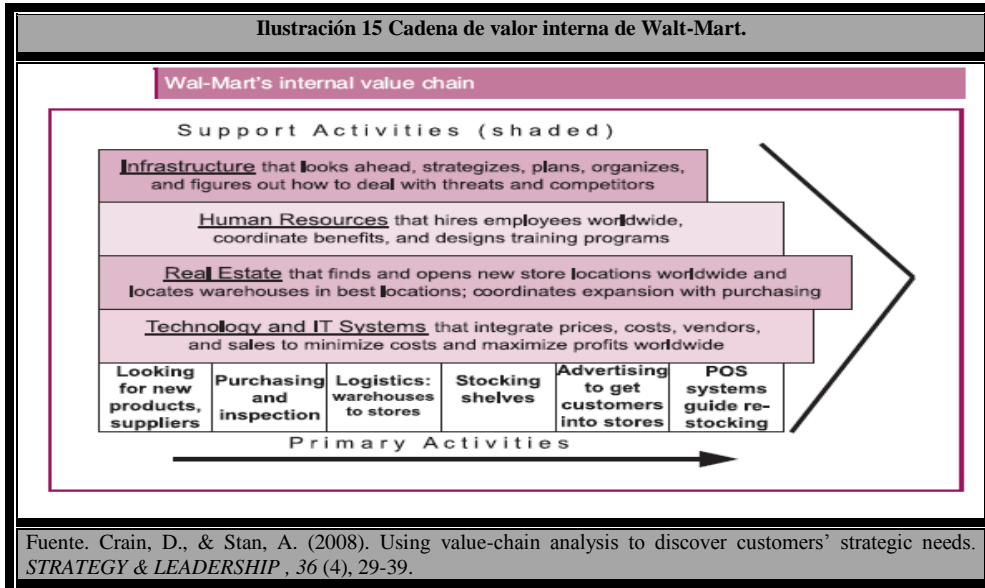 Ilustración 15 Cadena de valor interna de Walt-Mart.
Wal-Mart's internal value chain
Support Activities (shaded)
Infrastructure that looks ahead, strategizes, plans, organizes,
and figures out how to deal with threats and competitors
Human Resources that hires employees worldwide,
coordinate benefits, and designs training programs
Real Estate that finds and opens new store locations worldwide and
locates warehouses in best locations; coordinates expansion with purchasing
Technology and IT Systems that integrate prices, costs, vendors,
and sales to minimize costs and maximize profits worldwide
Looking
for new
products,
suppliers
Purchasing
and
inspection
Logistics:
warehouses
to stores
Stocking
shelves
Advertising
to get
customers
into stores
POS
systems
guide re-
stocking
Primary Activities
Fuente. Crain, D., & Stan, A. (2008). Using value-chain analysis to discover customers' strategic needs.
STRATEGY & LEADERSHIP , 36 (4), 29-39.